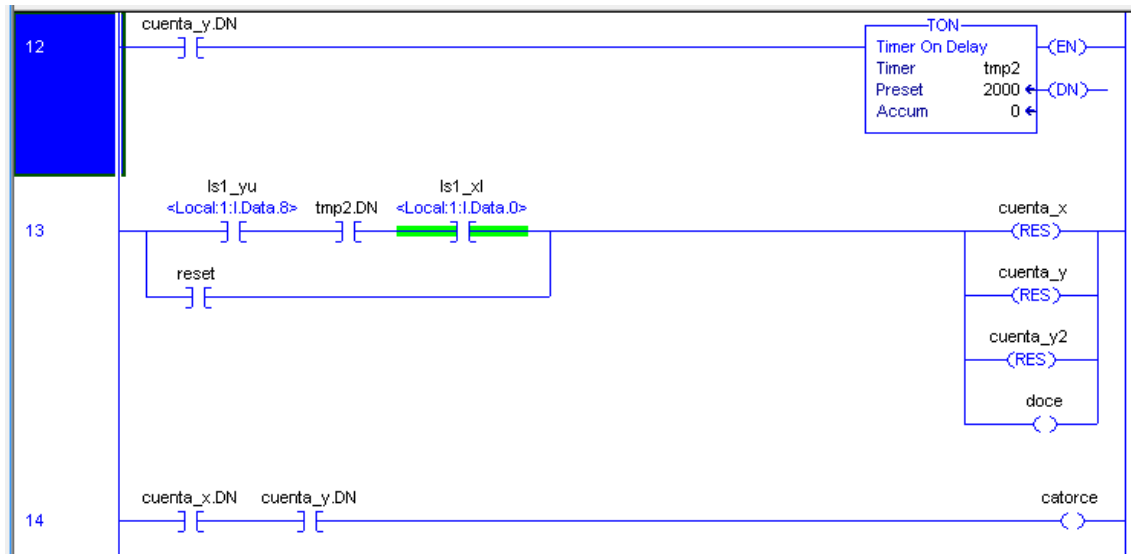 cuenta_y.DN
12
TON
Timer On Delay
(EN)
Timer tmp2
Preset 2000
(DN)
Accum 0
ls1_yu
ls1_xl
<Local:1:I.Data.8> tmp2.DN <Local:1:I.Data.0>
cuenta_x
13
(RES)
reset
cuenta_y
(RES)
cuenta_y2
(RES)
doce
cuenta_x.DN cuenta_y.DN
catorce
14